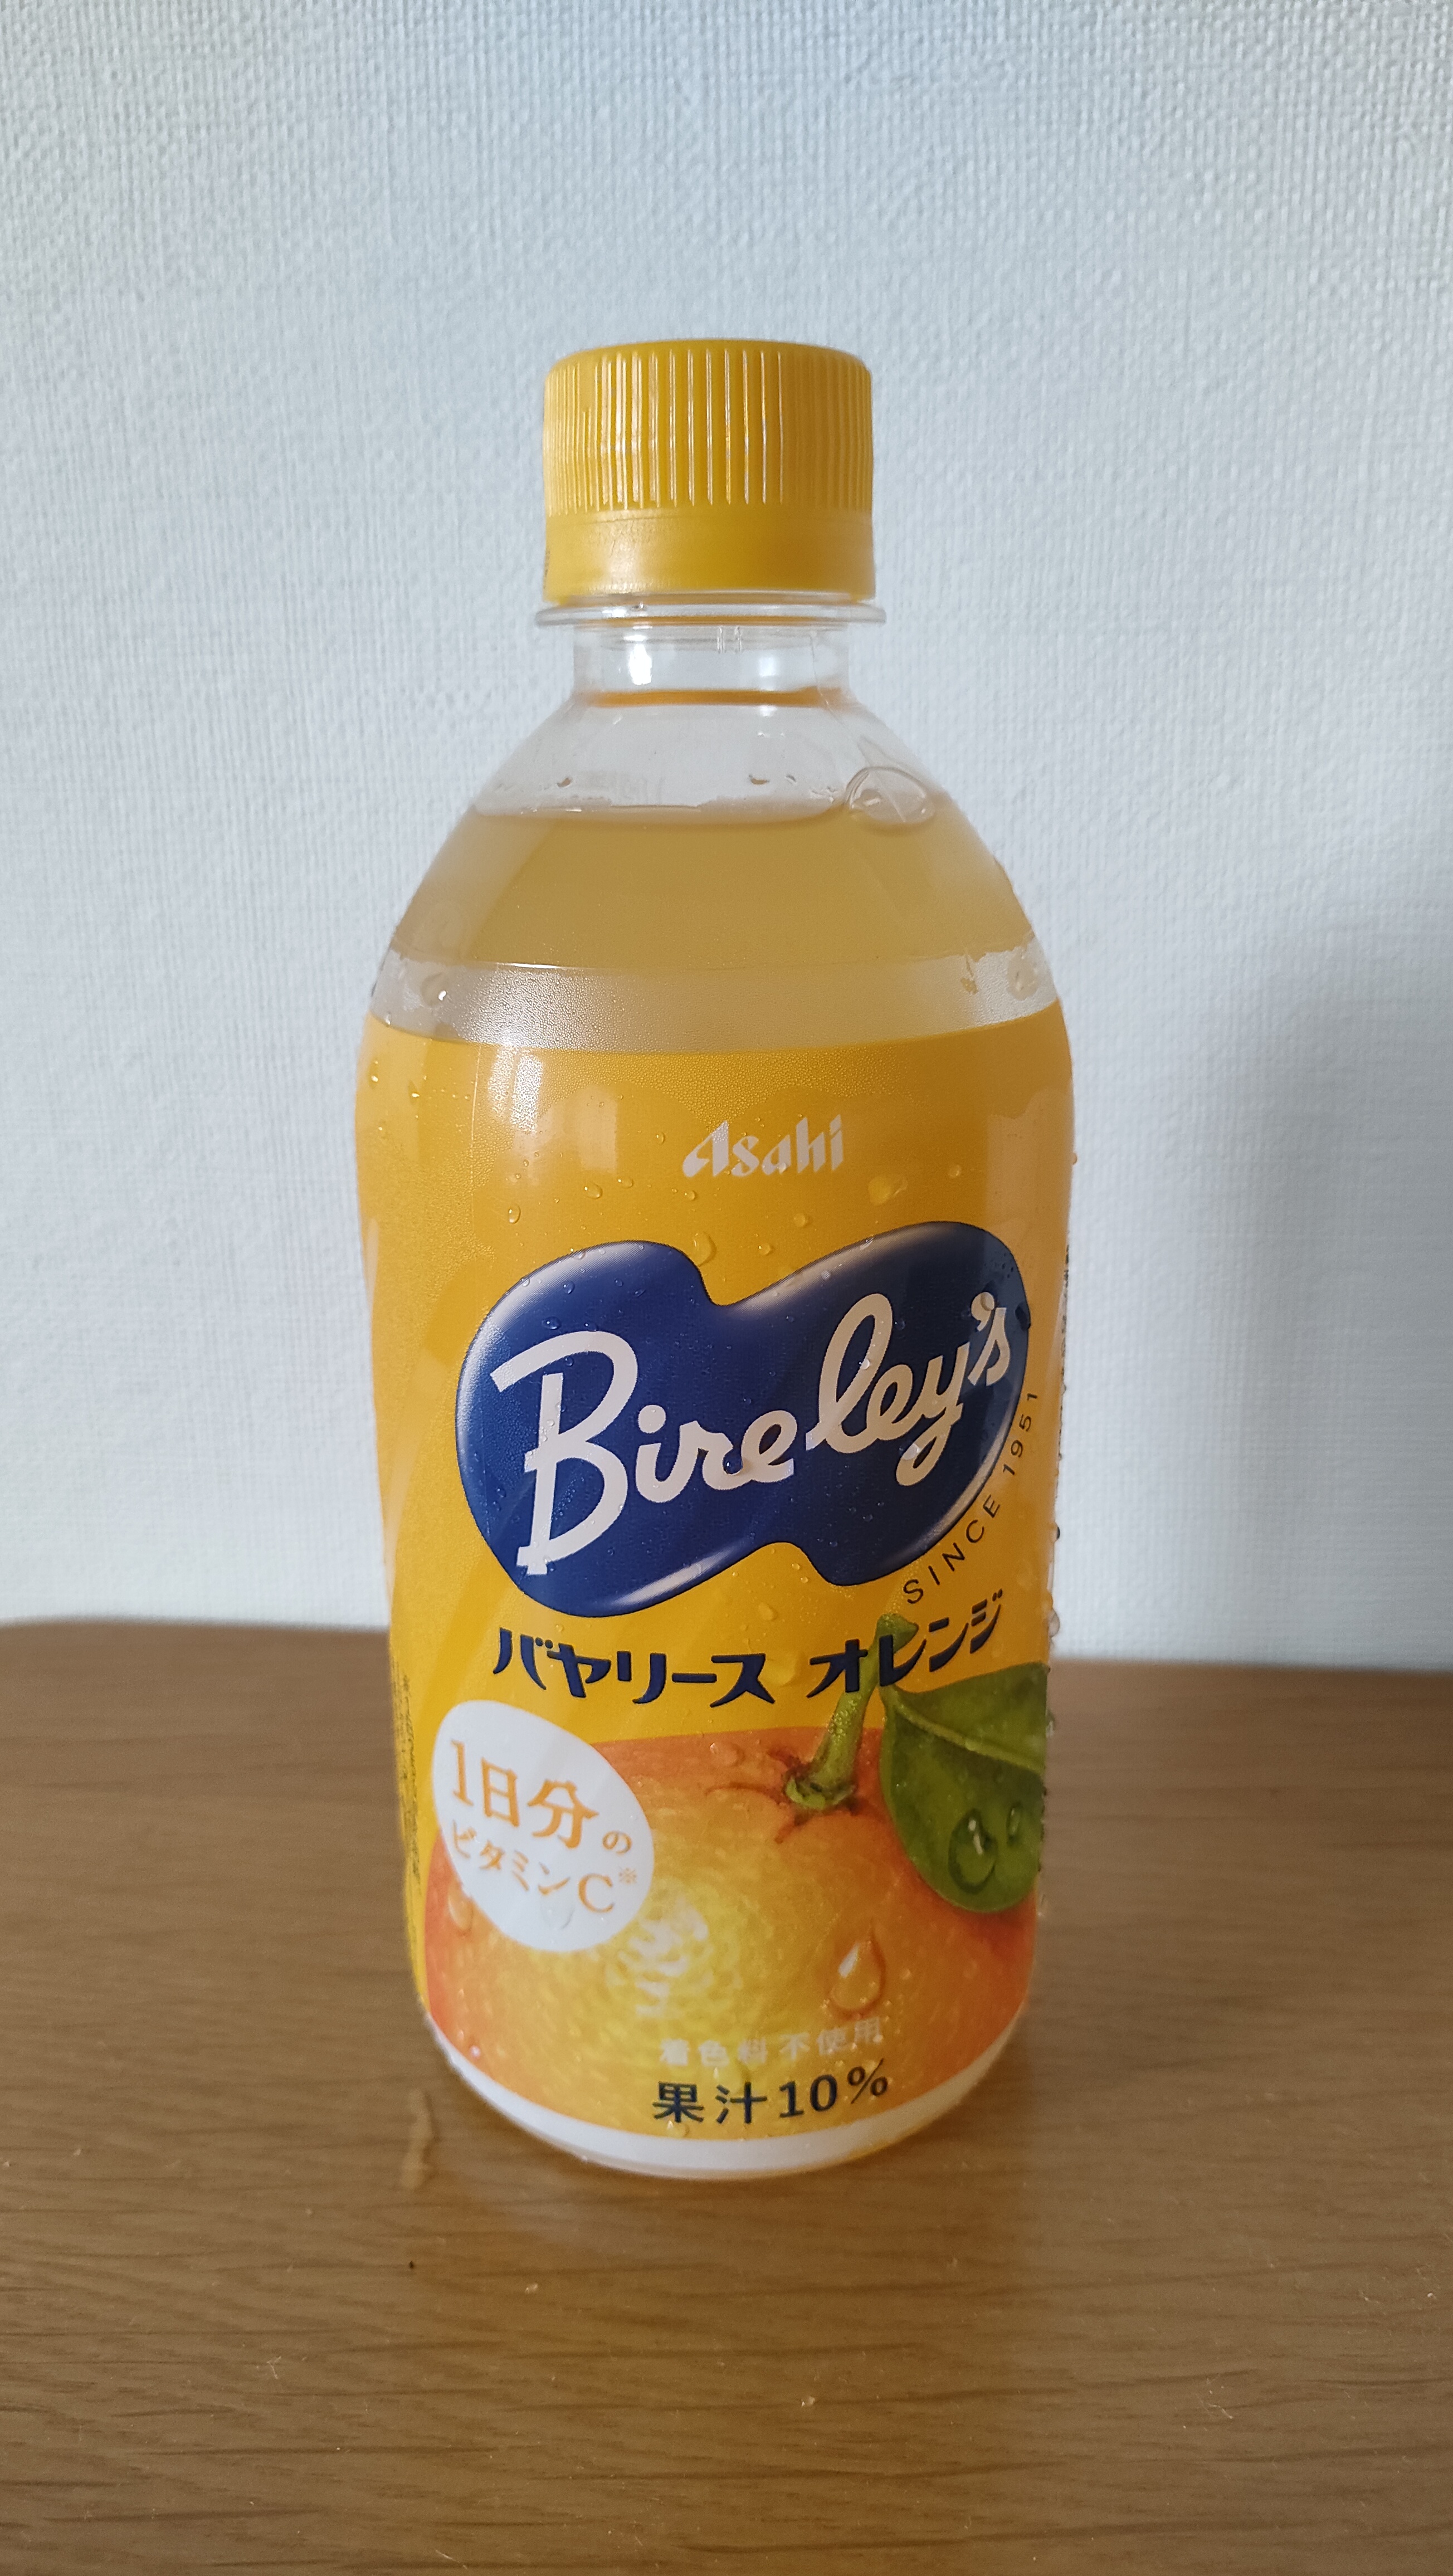 Asahi
Bireley's
SINCE 1951
バヤリース オレンジ
1日分の
ビタミンC※
着色料不使用
果汁10%